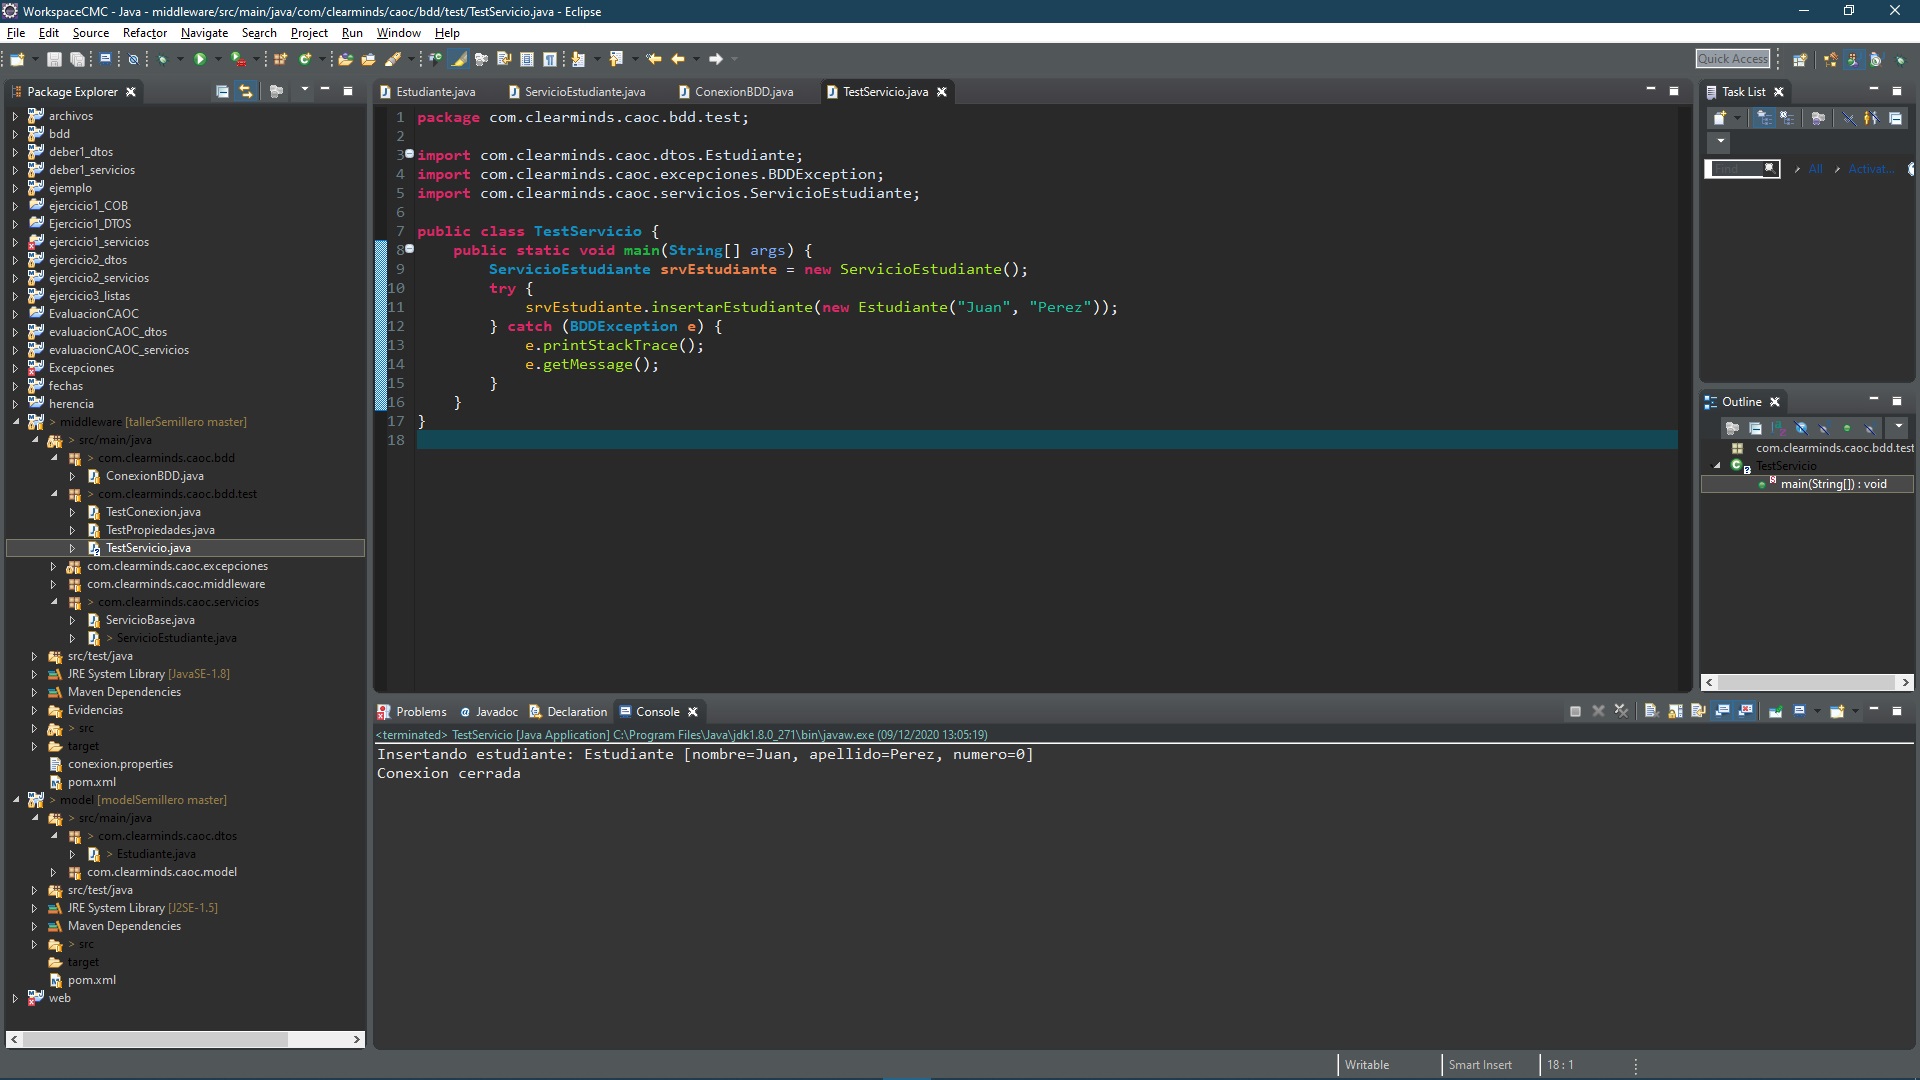 WorkspaceCMC - Java - middleware/src/main/java/com/clearminds/caoc/bdd/test/TestServicio.java - Eclipse
File Edit Source Refactor Navigate Search Project Run Window Help
Quick Access
Package Explorer
archivos
bdd
deber1_dtos
deber1_servicios
ejemplo
ejercicio1_COB
Ejercicio1_DTOS
ejercicio1_servicios
ejercicio2_dtos
ejercicio2_servicios
ejercicio3_listas
EvaluacionCAOC
evaluacionCAOC_dtos
evaluacionCAOC_servicios
Excepciones
fechas
herencia
> middleware [tallerSemillero master]
> src/main/java
> com.clearminds.caoc.bdd
ConexionBDD.java
> com.clearminds.caoc.bdd.test
TestConexion.java
TestPropiedades.java
TestServicio.java
com.clearminds.caoc.excepciones
com.clearminds.caoc.middleware
> com.clearminds.caoc.servicios
ServicioBase.java
> ServicioEstudiante.java
src/test/java
JRE System Library [JavaSE-1.8]
Maven Dependencies
Evidencias
> src
target
conexion.properties
pom.xml
> model [modelSemillero master]
> src/main/java
> com.clearminds.caoc.dtos
> Estudiante.java
com.clearminds.caoc.model
src/test/java
JRE System Library [J2SE-1.5]
Maven Dependencies
> src
target
pom.xml
web
Estudiante.java ServicioEstudiante.java ConexionBDD.java TestServicio.java
1 package com.clearminds.caoc.bdd.test;
2
3 import com.clearminds.caoc.dtos.Estudiante;
4 import com.clearminds.caoc.excepciones.BDDException;
5 import com.clearminds.caoc.servicios.ServicioEstudiante;
6
7 public class TestServicio {
8 public static void main(String[] args) {
9 ServicioEstudiante srvEstudiante = new ServicioEstudiante();
10 try {
11 srvEstudiante.insertarEstudiante(new Estudiante("Juan", "Perez"));
12 } catch (BDDException e) {
13 e.printStackTrace();
14 e.getMessage();
15 }
16 }
17 }
18
Problems Javadoc Declaration Console
<terminated> TestServicio [Java Application] C:\Program Files\Java\jdk1.8.0_271\bin\javaw.exe (09/12/2020 13:05:19)
Insertando estudiante: Estudiante [nombre=Juan, apellido=Perez, numero=0]
Conexion cerrada
Task List
Find All Activat...
Outline
com.clearminds.caoc.bdd.test
TestServicio
main(String[]) : void
Writable Smart Insert 18 : 1